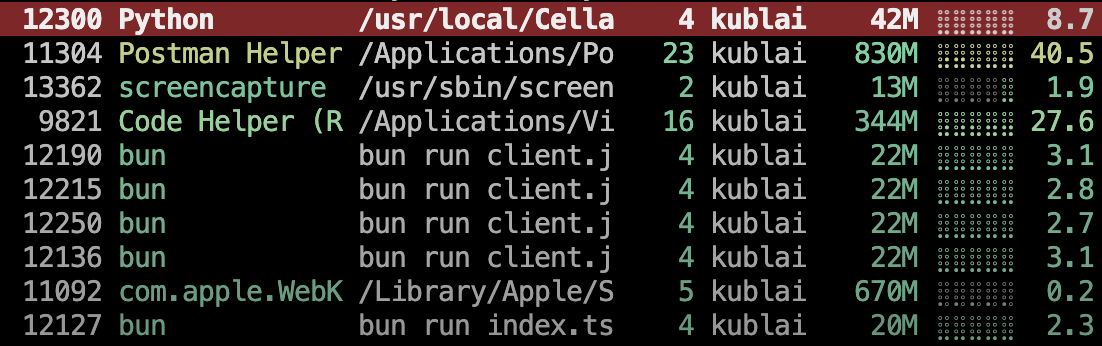 12300 Python /usr/local/Cella 4 kublai 42M 8.7
11304 Postman Helper /Applications/Po 23 kublai 830M 40.5
13362 screencapture /usr/sbin/screen 2 kublai 13M 1.9
9821 Code Helper (R /Applications/Vi 16 kublai 344M 27.6
12190 bun bun run client.j 4 kublai 22M 3.1
12215 bun bun run client.j 4 kublai 22M 2.8
12250 bun bun run client.j 4 kublai 22M 2.7
12136 bun bun run client.j 4 kublai 22M 3.1
11092 com.apple.WebK /Library/Apple/S 5 kublai 670M 0.2
12127 bun bun run index.ts 4 kublai 20M 2.3